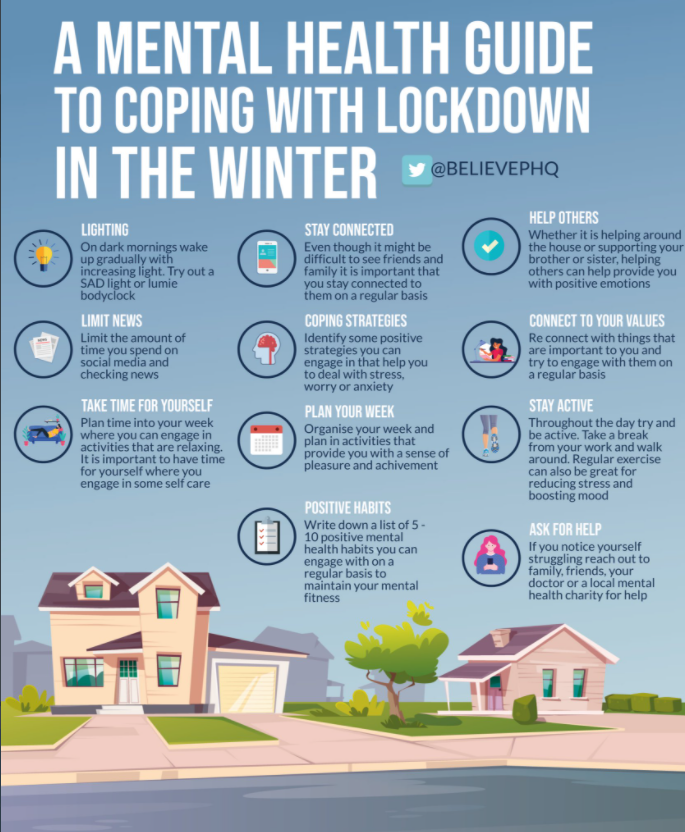 A MENTAL HEALTH GUIDE
TO COPING WITH LOCKDOWN
IN THE WINTER
@BELIEVEPHQ
LIGHTING
On dark mornings wake
up gradually with
increasing light. Try out a
SAD light or lumie
bodyclock
LIMIT NEWS
Limit the amount of
time you spend on
social media and
checking news
TAKE TIME FOR YOURSELF
Plan time into your week
where you can engage in
activities that are relaxing.
It is important to have time
for yourself where you
engage in some self care
STAY CONNECTED
Even though it might be
difficult to see friends and
family it is important that
you stay connected to
them on a regular basis
COPING STRATEGIES
Identify some positive
strategies you can
engage in that help you
to deal with stress,
worry or anxiety
PLAN YOUR WEEK
Organise your week and
plan in activities that
provide you with a sense of
pleasure and achivement
POSITIVE HABITS
Write down a list of 5 -
10 positive mental
health habits you can
engage with on a
regular basis to
maintain your mental
fitness
HELP OTHERS
Whether it is helping around
the house or supporting your
brother or sister, helping
others can help provide you
with positive emotions
CONNECT TO YOUR VALUES
Re connect with things that
are important to you and
try to engage with them on
a regular basis
STAY ACTIVE
Throughout the day try and
be active. Take a break
from your work and walk
around. Regular exercise
can also be great for
reducing stress and
boosting mood
ASK FOR HELP
If you notice yourself
struggling reach out to
family, friends, your
doctor or a local mental
health charity for help